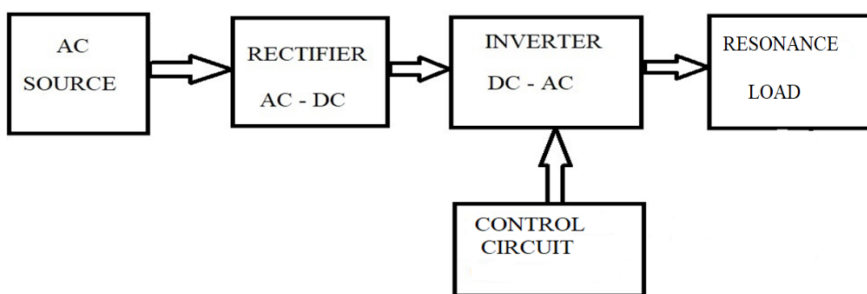 AC
SOURCE
RECTIFIER
AC - DC
INVERTER
DC - AC
RESONANCE
LOAD
CONTROL
CIRCUIT